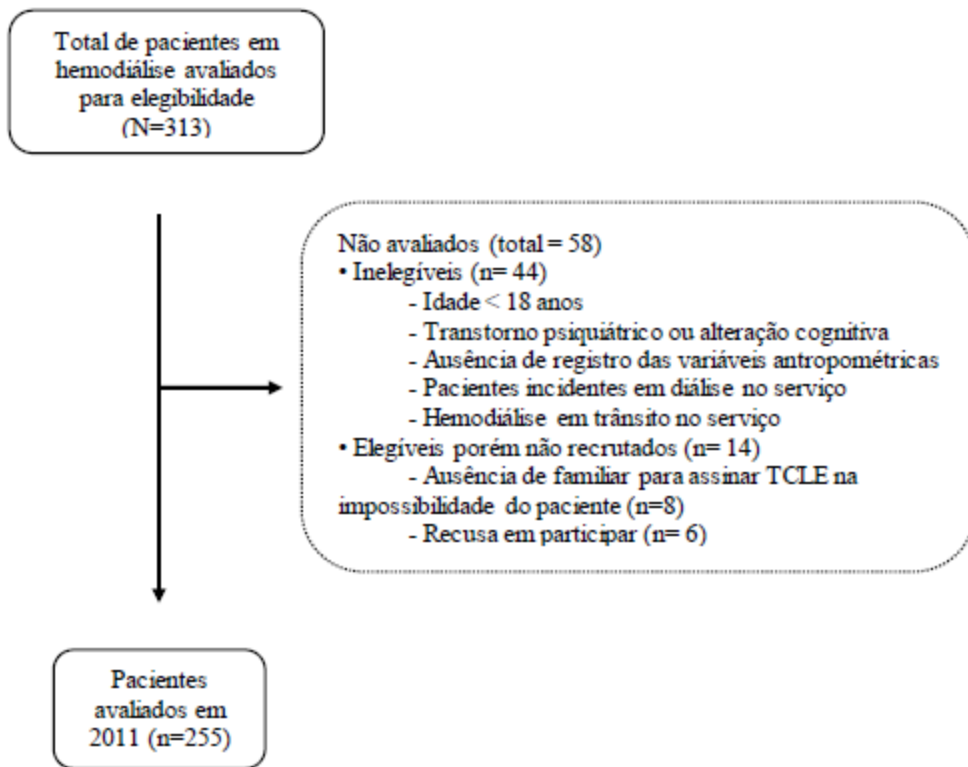 Total de pacientes em
hemodiálise avaliados
para elegibilidade
(N=313)
Não avaliados (total = 58)
• Inelegíveis (n= 44)
- Idade < 18 anos
- Transtorno psiquiátrico ou alteração cognitiva
- Ausência de registro das variáveis antropométricas
- Pacientes incidentes em diálise no serviço
- Hemodiálise em trânsito no serviço
• Elegíveis porém não recrutados (n= 14)
- Ausência de familiar para assinar TCLE na
impossibilidade do paciente (n=8)
- Recusa em participar (n= 6)
Pacientes
avaliados em
2011 (n=255)